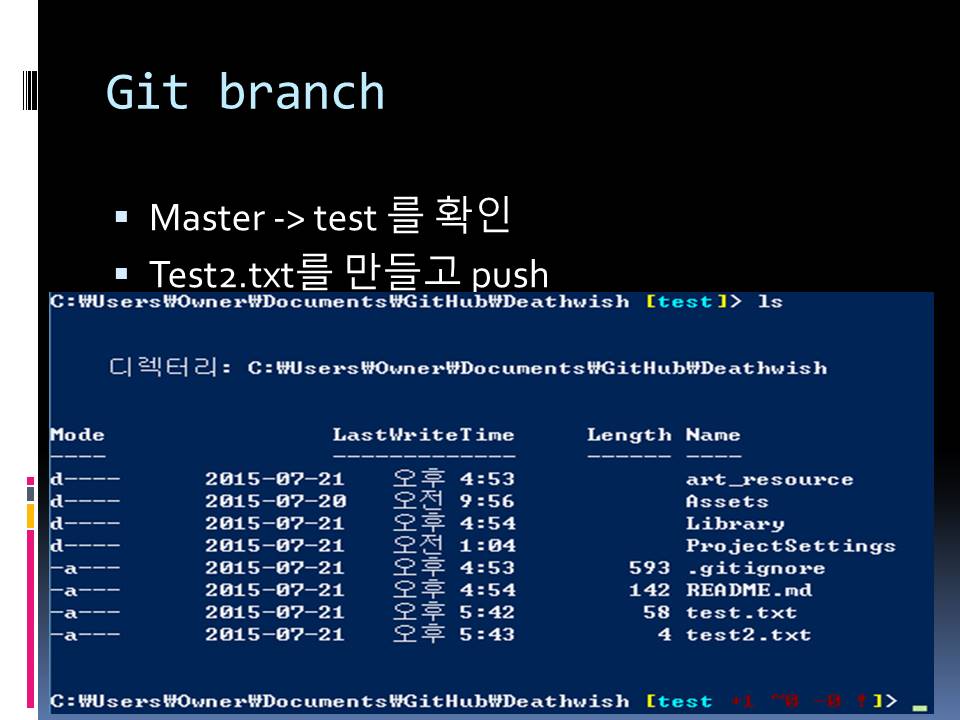 Git branch
Master -> test 를 확인
Test2.txt를 만들고 push
C:₩Users₩Owner₩Documents₩GitHub₩Deathwish [test]> ls
디렉터리: C:₩Users₩Owner₩Documents₩GitHub₩Deathwish
Mode LastWriteTime Length Name
---- ------------- ------ ----
d---- 2015-07-21 오후 4:53 art_resource
d---- 2015-07-20 오전 9:56 Assets
d---- 2015-07-21 오후 4:54 Library
d---- 2015-07-21 오전 1:04 ProjectSettings
-a--- 2015-07-21 오후 4:53 593 .gitignore
-a--- 2015-07-21 오후 4:54 142 README.md
-a--- 2015-07-21 오후 5:42 58 test.txt
-a--- 2015-07-21 오후 5:43 4 test2.txt
C:₩Users₩Owner₩Documents₩GitHub₩Deathwish [test +1 ~0 -0 !]> _